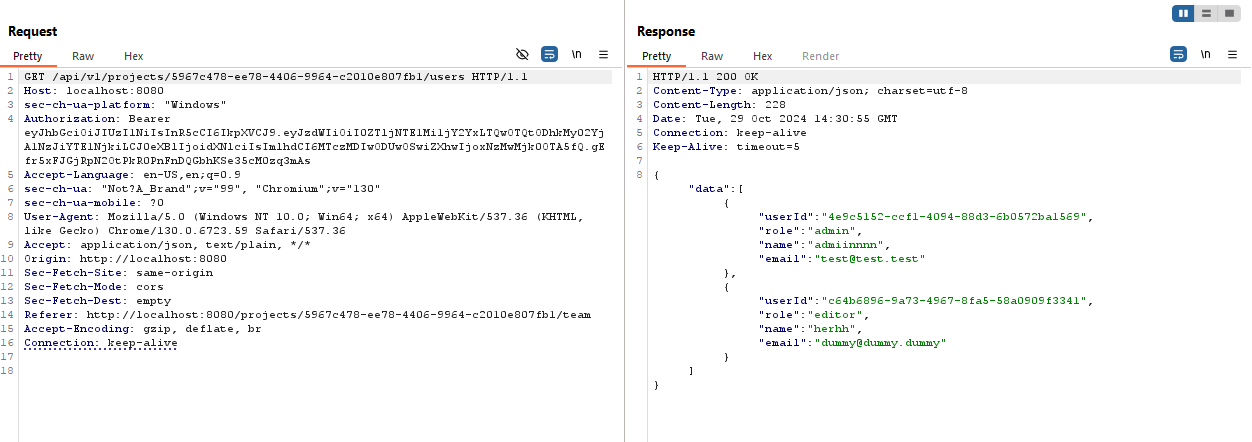 Request
Pretty Raw Hex
\n
1 GET /api/v1/projects/5967c478-ee78-4406-9964-c2010e807fb1/users HTTP/1.1
2 Host: localhost:8080
3 sec-ch-ua-platform: "Windows"
4 Authorization: Bearer
5 Accept-Language: en-US,en;q=0.9
6 sec-ch-ua: "Not?A_Brand";v="99", "Chromium";v="130"
7 sec-ch-ua-mobile: ?0
8 User-Agent: Mozilla/5.0 (Windows NT 10.0; Win64; x64) AppleWebKit/537.36 (KHTML,
like Gecko) Chrome/130.0.6723.59 Safari/537.36
9 Accept: application/json, text/plain, */*
10 Origin: http://localhost:8080
11 Sec-Fetch-Site: same-origin
12 Sec-Fetch-Mode: cors
13 Sec-Fetch-Dest: empty
14 Referer: http://localhost:8080/projects/5967c478-ee78-4406-9964-c2010e807fb1/team
15 Accept-Encoding: gzip, deflate, br
16 Connection: keep-alive
17
18
Response
Pretty Raw Hex Render
\n
1 HTTP/1.1 200 OK
2 Content-Type: application/json; charset=utf-8
3 Content-Length: 228
4 Date: Tue, 29 Oct 2024 14:30:55 GMT
5 Connection: keep-alive
6 Keep-Alive: timeout=5
7
8 {
"data":[
{
"userId":"4e9c5152-ccf1-4094-88d3-6b0572ba1569",
"role":"admin",
"name":"admiinnnn",
"email":"test@test.test"
},
{
"userId":"c64b6896-9a73-4967-8fa5-58a0909f3341",
"role":"editor",
"name":"herhh",
"email":"dummy@dummy.dummy"
}
]
}